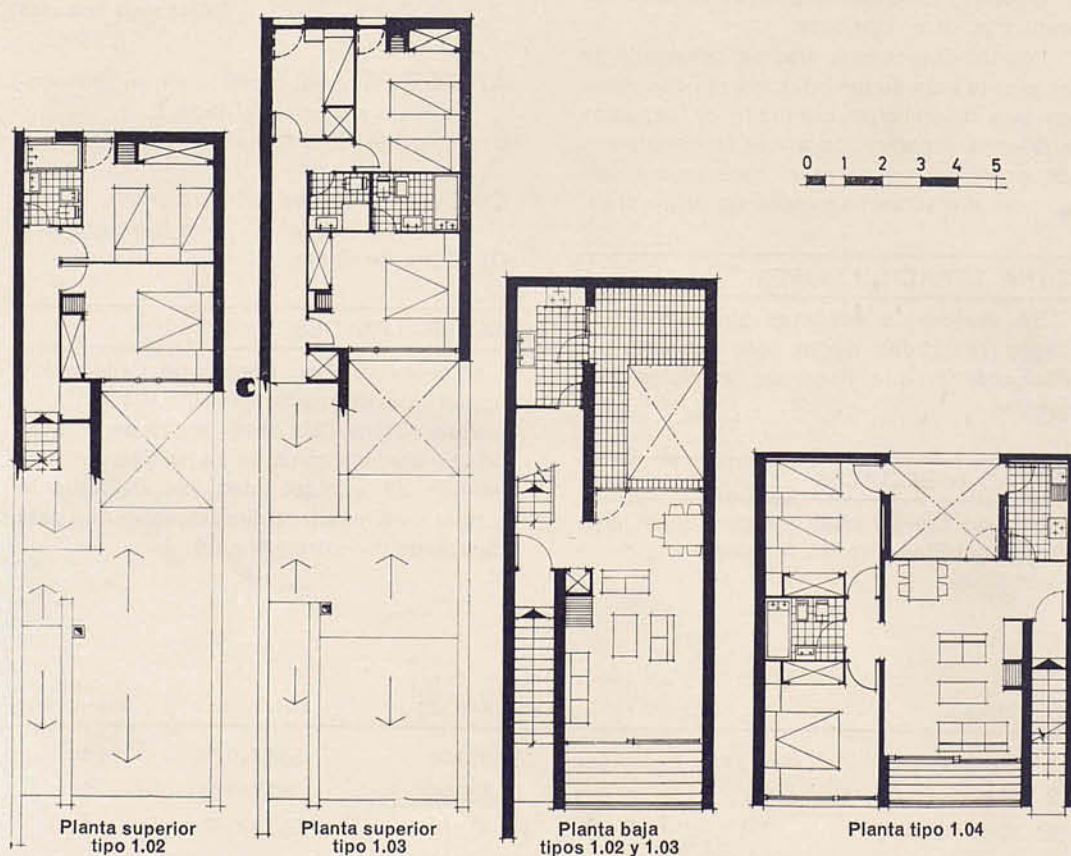 0 1 2 3 4 5
Planta superior
tipo 1.02
Planta superior
tipo 1.03
Planta baja
tipos 1.02 y 1.03
Planta tipo 1.04